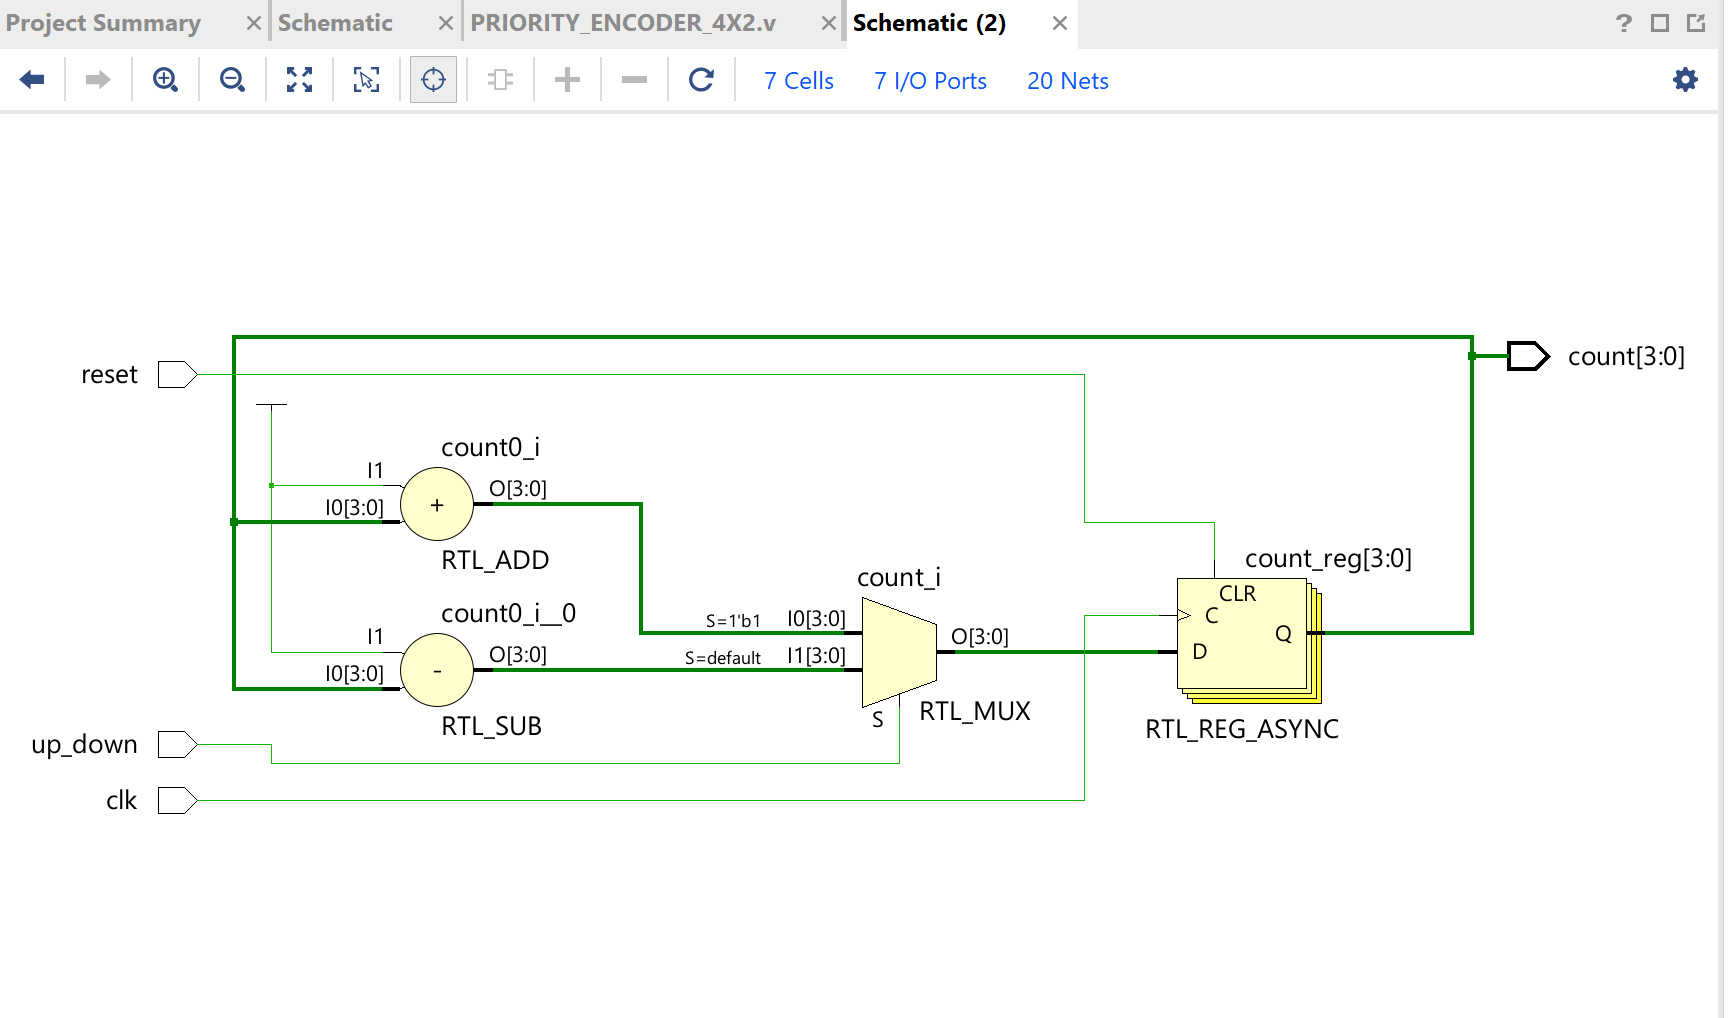 Project Summary
Schematic
PRIORITY_ENCODER_4X2.v
Schematic (2)
?
7 Cells
7 I/O Ports
20 Nets
reset
count[3:0]
count0_i
I1
O[3:0]
I0[3:0]
+
RTL_ADD
count0_i__0
I1
O[3:0]
I0[3:0]
-
RTL_SUB
count_i
S=1'b1
I0[3:0]
S=default
I1[3:0]
O[3:0]
S
RTL_MUX
count_reg[3:0]
CLR
C
Q
D
RTL_REG_ASYNC
up_down
clk